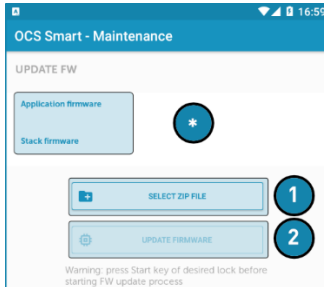 16:59
OCS Smart - Maintenance
UPDATE FW
Application firmware
*
Stack firmware
SELECT ZIP FILE
1
UPDATE FIRMWARE
2
Warning: press Start key of desired lock before
starting FW update process